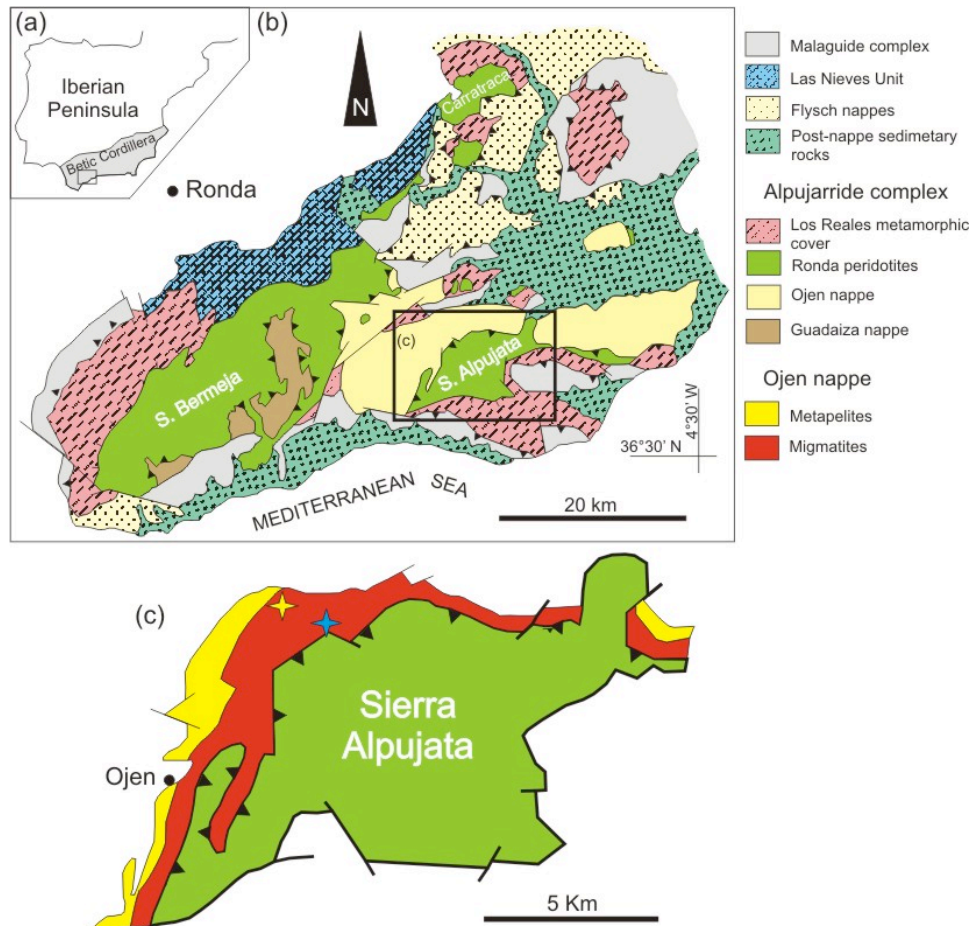 (a)
Iberian
Peninsula
Betic Cordillera
(b)
N
Ronda
Carratraca
S. Bermeja
(c)
S. Alpujata
MEDITERRANEAN SEA
36°30' N
4°30' W
20 km
Malaguide complex
Las Nieves Unit
Flysch nappes
Post-nappe sedimetary
rocks
Alpujarride complex
Los Reales metamorphic
cover
Ronda peridotites
Ojen nappe
Guadaiza nappe
Ojen nappe
Metapelites
Migmatites
(c)
Sierra
Alpujata
Ojen
5 Km